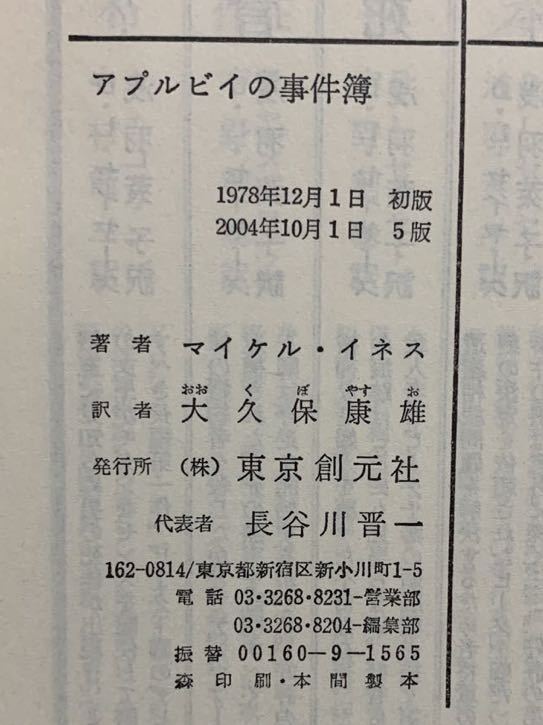 アプルビイの事件簿
1978年12月1日 初版
2004年10月1日 5版
著者 マイケル・イネス
おお く ぼ やす お
訳者 大久保康雄
発行所 (株) 東京創元社
代表者 長谷川晋一
162-0814/東京都新宿区新小川町1-5
電話 03・3268・8231-営業部
03・3268・8204-編集部
振替 00160-9-1565
森印刷・本間製本